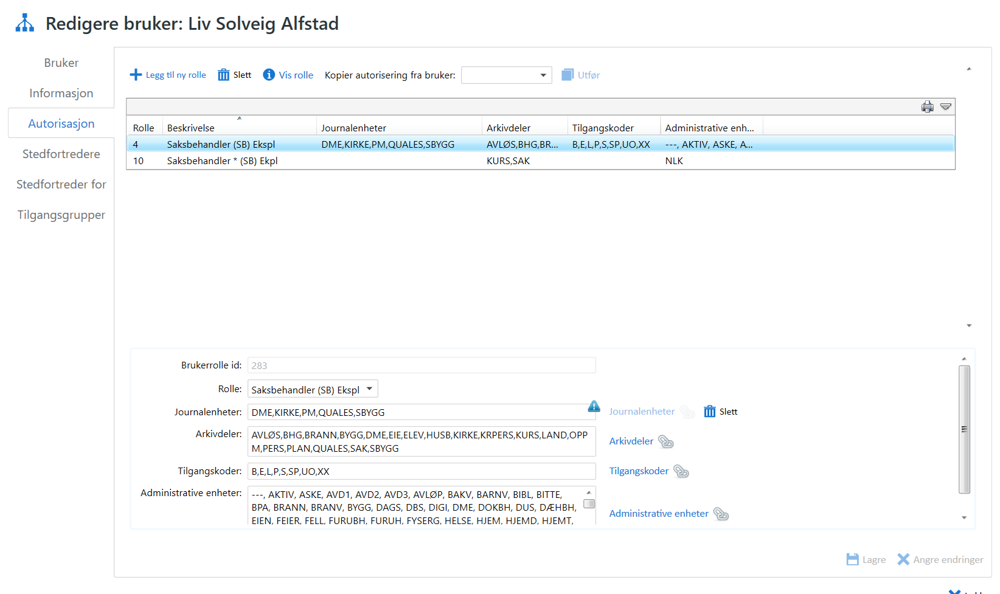 Redigere bruker: Liv Solveig Alfstad
Bruker
Informasjon
Autorisasjon
Stedfortredere
Stedfortreder for
Tilgangsgrupper
Legg til ny rolle Slett Vis rolle Kopier autorisering fra bruker: Utfør
Rolle Beskrivelse Journalenheter Arkivdeler Tilgangskoder Administrative enh...
4 Saksbehandler (SB) Ekspl DME,KIRKE,PM,QUALES,SBYGG AVLØS,BHG,BR... B,E,L,P,S,SP,UO,XX ---, AKTIV, ASKE, A...
10 Saksbehandler * (SB) Ekpl KURS,SAK NLK
Brukerrolle id: 283
Rolle: Saksbehandler (SB) Ekspl
Journalenheter: DME,KIRKE,PM,QUALES,SBYGG Journalenheter Slett
Arkivdeler: AVLØS,BHG,BRANN,BYGG,DME,EIE,ELEV,HUSB,KIRKE,KRPERS,KURS,LAND,OPP
M,PERS,PLAN,QUALES,SAK,SBYGG
Arkivdeler
Tilgangskoder: B,E,L,P,S,SP,UO,XX Tilgangskoder
Administrative enheter: ---, AKTIV, ASKE, AVD1, AVD2, AVD3, AVLØP, BAKV, BARNV, BIBL, BITTE,
BPA, BRANN, BRANV, BYGG, DAGS, DBS, DIGI, DME, DOKBH, DUS, DÆHBH,
EIEN, FEIER, FELL, FURUBH, FURUH, FYSERG, HELSE, HJEM, HJEMD, HJEMT,
Administrative enheter
Lagre Angre endringer